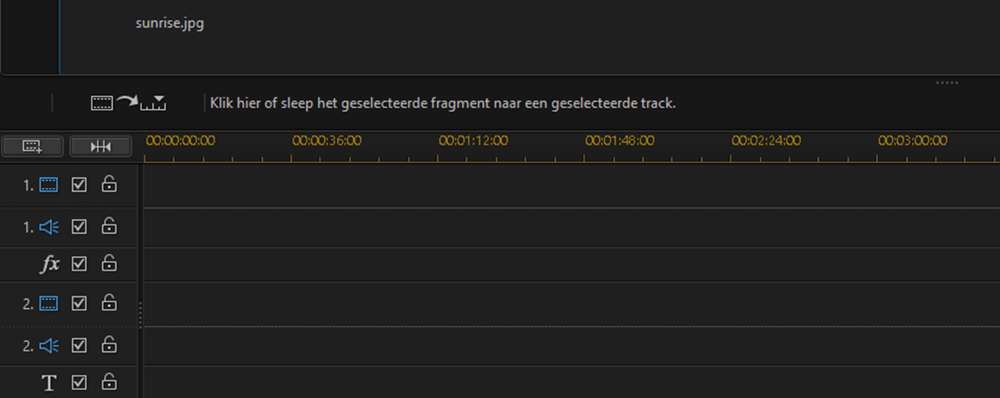 sunrise.jpg
Klik hier of sleep het geselecteerde fragment naar een geselecteerde track.
00:00:00:00 00:00:36:00 00:01:12:00 00:01:48:00 00:02:24:00 00:03:00:00
1.
1.
fx
2.
2.
T